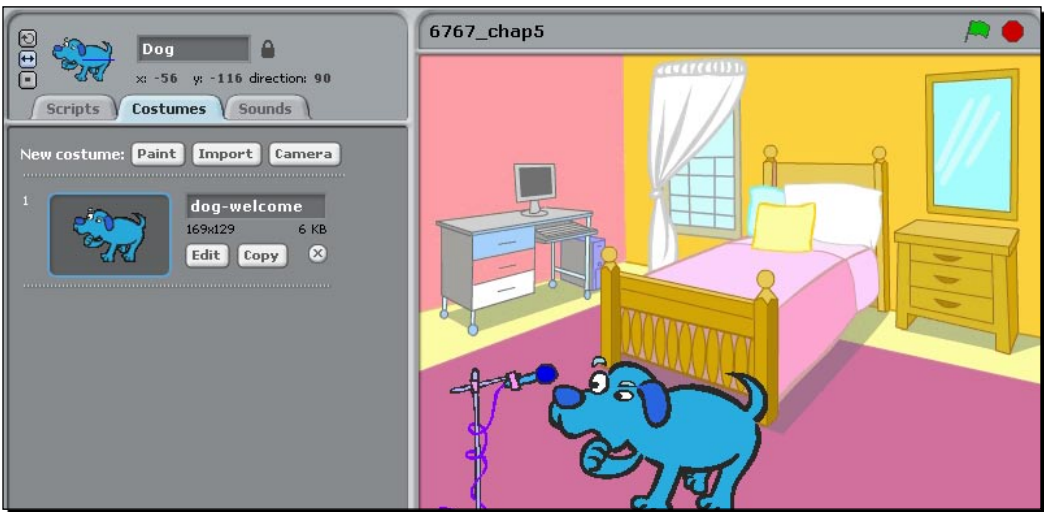 Dog
x: -56 y: -116 direction: 90
Scripts Costumes Sounds
New costume: Paint Import Camera
1
dog-welcome
169x129 6 KB
Edit Copy
6767_chap5